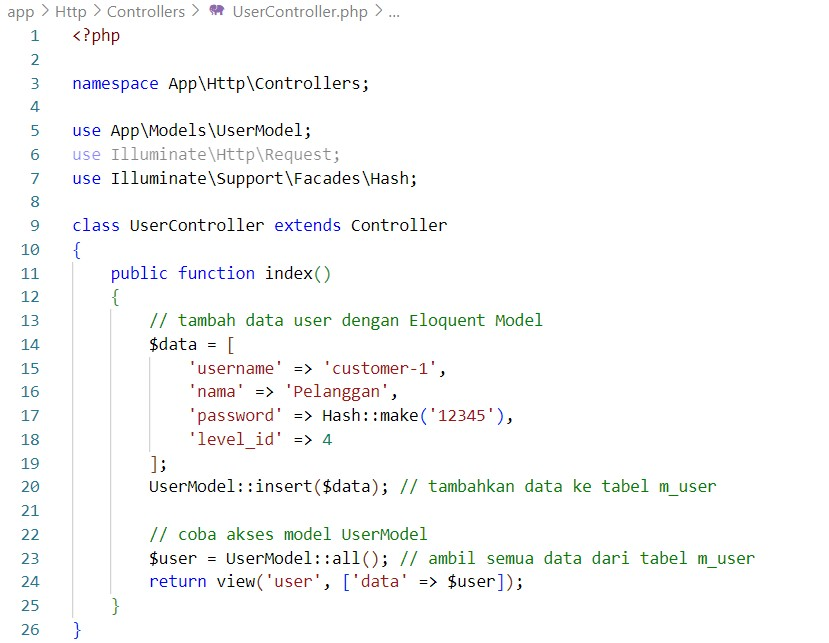 app > Http > Controllers > UserController.php > ...
1 <?php
2
3 namespace App\Http\Controllers;
4
5 use App\Models\UserModel;
6 use Illuminate\Http\Request;
7 use Illuminate\Support\Facades\Hash;
8
9 class UserController extends Controller
10 {
11     public function index()
12     {
13         // tambah data user dengan Eloquent Model
14         $data = [
15             'username' => 'customer-1',
16             'nama' => 'Pelanggan',
17             'password' => Hash::make('12345'),
18             'level_id' => 4
19         ];
20         UserModel::insert($data); // tambahkan data ke tabel m_user
21
22         // coba akses model UserModel
23         $user = UserModel::all(); // ambil semua data dari tabel m_user
24         return view('user', ['data' => $user]);
25     }
26 }